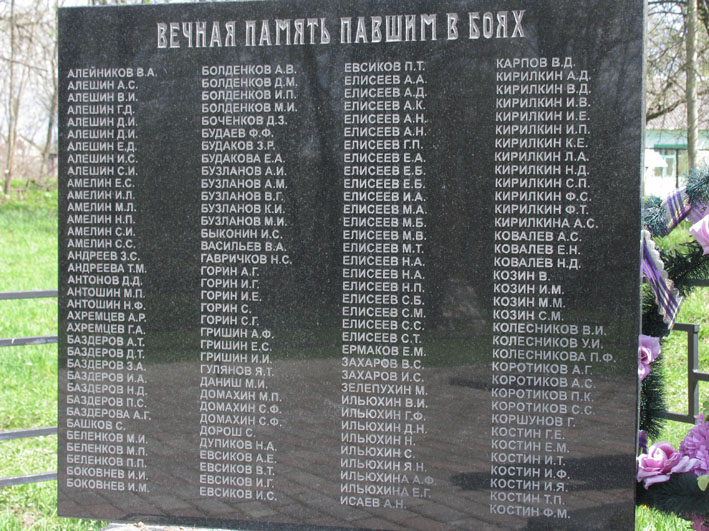 ВЕЧНАЯ ПАМЯТЬ ПАВШИМ В БОЯХ
АЛЕЙНИКОВ В.А.
АЛЕШИН А.С.
АЛЕШИН В.И.
АЛЕШИН Г.Д.
АЛЕШИН Д.И.
АЛЕШИН Д.И.
АЛЕШИН Е.Д.
АЛЕШИН И.С.
АЛЕШИН С.И.
АМЕЛИН Е.С.
АМЕЛИН И.Л.
АМЕЛИН М.Л.
АМЕЛИН Н.П.
АМЕЛИН С.И.
АМЕЛИН С.С.
АНДРЕЕВ З.С.
АНДРЕЕВА Т.М.
АНТОНОВ Д.Д.
АНТОШИН М.П.
АНТОШИН Н.Ф.
АХРЕМЦЕВ А.Р.
АХРЕМЦЕВ Г.А.
БАЗДЕРОВ А.Т.
БАЗДЕРОВ Д.Т.
БАЗДЕРОВ З.А.
БАЗДЕРОВ И.А.
БАЗДЕРОВ Н.Д.
БАЗДЕРОВ П.С.
БАЗДЕРОВА А.Г.
БАШКОВ С.
БЕЛЕНКОВ М.И.
БЕЛЕНКОВ М.П.
БЕЛЕНКОВ П.П.
БОКОВНЕВ И.И.
БОКОВНЕВ И.М.
БОЛДЕНКОВ А.В.
БОЛДЕНКОВ Д.М.
БОЛДЕНКОВ И.П.
БОЛДЕНКОВ М.И.
БОЧЕНКОВ Д.З.
БУДАЕВ Ф.Ф.
БУДАКОВ З.Р.
БУДАКОВА Е.А.
БУЗЛАНОВ А.И.
БУЗЛАНОВ А.М.
БУЗЛАНОВ В.Г.
БУЗЛАНОВ К.И.
БУЗЛАНОВ М.И.
БЫКОНИН И.С.
ВАСИЛЬЕВ В.А.
ГАВРИЧКОВ Н.С.
ГОРИН А.Г.
ГОРИН И.Г.
ГОРИН И.Е.
ГОРИН С.
ГОРИН С.Г.
ГРИШИН А.Ф.
ГРИШИН Е.С.
ГРИШИН И.И.
ГУЛЯНОВ Я.Т.
ДАНИШ М.И.
ДОМАХИН М.П.
ДОМАХИН С.Ф.
ДОМАХИН С.Ф.
ДОРОШ С.
ДУПИКОВ Н.А.
ЕВСИКОВ А.Е.
ЕВСИКОВ В.Т.
ЕВСИКОВ И.Г.
ЕВСИКОВ И.С.
ЕВСИКОВ П.Т.
ЕЛИСЕЕВ А.А.
ЕЛИСЕЕВ А.Д.
ЕЛИСЕЕВ А.К.
ЕЛИСЕЕВ А.Н.
ЕЛИСЕЕВ А.Н.
ЕЛИСЕЕВ Г.П.
ЕЛИСЕЕВ Е.А.
ЕЛИСЕЕВ Е.Б.
ЕЛИСЕЕВ Е.Б.
ЕЛИСЕЕВ И.А.
ЕЛИСЕЕВ М.А.
ЕЛИСЕЕВ М.Б.
ЕЛИСЕЕВ М.В.
ЕЛИСЕЕВ М.Т.
ЕЛИСЕЕВ Н.А.
ЕЛИСЕЕВ Н.А.
ЕЛИСЕЕВ Н.П.
ЕЛИСЕЕВ С.Б.
ЕЛИСЕЕВ С.М.
ЕЛИСЕЕВ С.С.
ЕЛИСЕЕВ С.Т.
ЕРМАКОВ Е.М.
ЗАХАРОВ В.С.
ЗАХАРОВ И.С.
ЗЕЛЕПУХИН М.
ИЛЬЮХИН В.И.
ИЛЬЮХИН Г.Ф.
ИЛЬЮХИН Д.Н.
ИЛЬЮХИН Н.
ИЛЬЮХИН С.
ИЛЬЮХИН Я.Н.
ИЛЬЮХИНА А.Ф.
ИЛЬЮХИНА Е.Г.
ИСАЕВ А.Н.
КАРПОВ В.Д.
КИРИЛКИН А.Д.
КИРИЛКИН В.Д.
КИРИЛКИН И.В.
КИРИЛКИН И.Е.
КИРИЛКИН И.П.
КИРИЛКИН К.Е.
КИРИЛКИН Л.А.
КИРИЛКИН Н.Д.
КИРИЛКИН С.П.
КИРИЛКИН Ф.С.
КИРИЛКИН Ф.Т.
КИРИЛКИНА А.С.
КОВАЛЕВ А.С.
КОВАЛЕВ Е.Н.
КОВАЛЕВ Н.Д.
КОЗИН В.
КОЗИН И.М.
КОЗИН М.М.
КОЗИН С.М.
КОЛЕСНИКОВ В.И.
КОЛЕСНИКОВ У.И.
КОЛЕСНИКОВА П.Ф.
КОРОТИКОВ А.Г.
КОРОТИКОВ А.С.
КОРОТИКОВ П.К.
КОРОТИКОВ С.С.
КОРШУНОВ Г.
КОСТИН Г.Е.
КОСТИН Е.М.
КОСТИН И.Т.
КОСТИН И.Ф.
КОСТИН И.Я.
КОСТИН Т.П.
КОСТИН Ф.М.